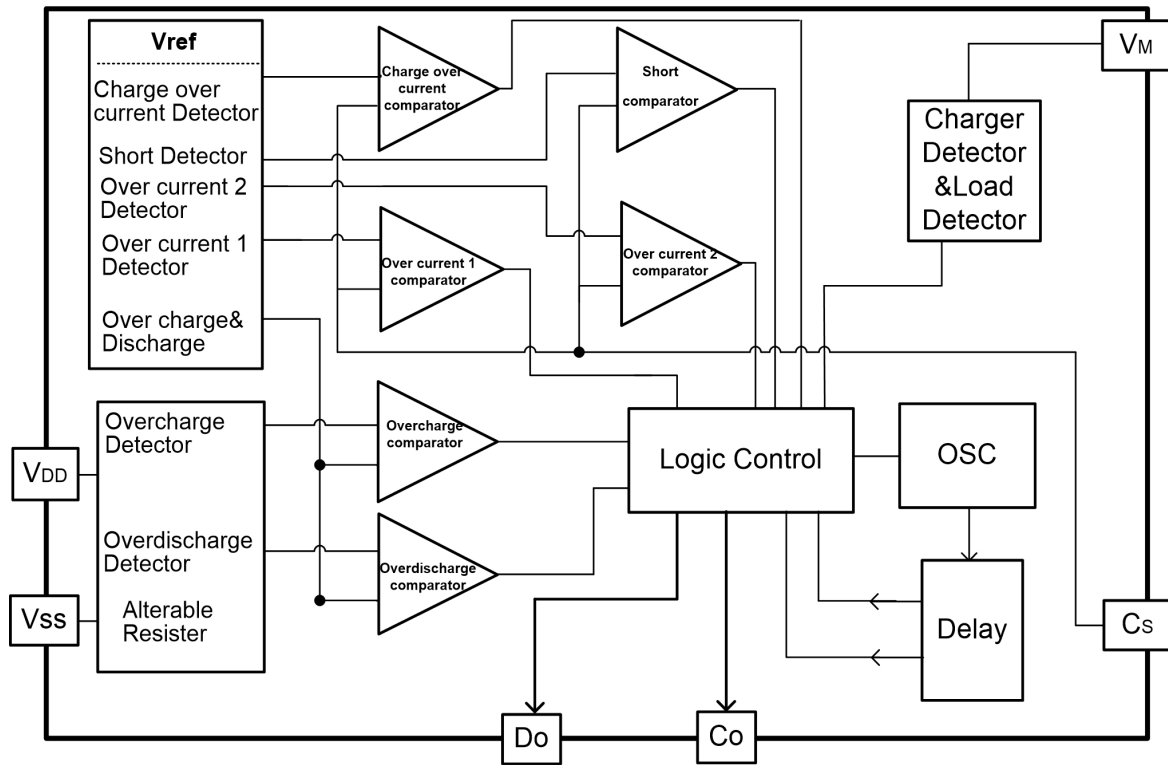 Vref
Charge over
current Detector
Short Detector
Over current 2
Detector
Over current 1
Detector
Over charge&
Discharge
Charge over
current
comparator
Short
comparator
Over current 1
comparator
Over current 2
comparator
VM
Charger
Detector
&Load
Detector
Overcharge
Detector
Overdischarge
Detector
Alterable
Resister
VDD
VSS
Overcharge
comparator
Overdischarge
comparator
Logic Control
OSC
Delay
CS
Do
Co